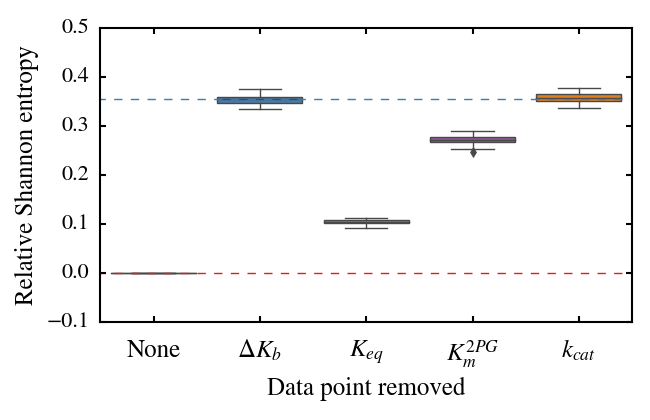 Relative Shannon entropy
0.5
0.4
0.3
0.2
0.1
0.0
−0.1
None ΔK_b K_eq K_m^2PG k_cat
Data point removed